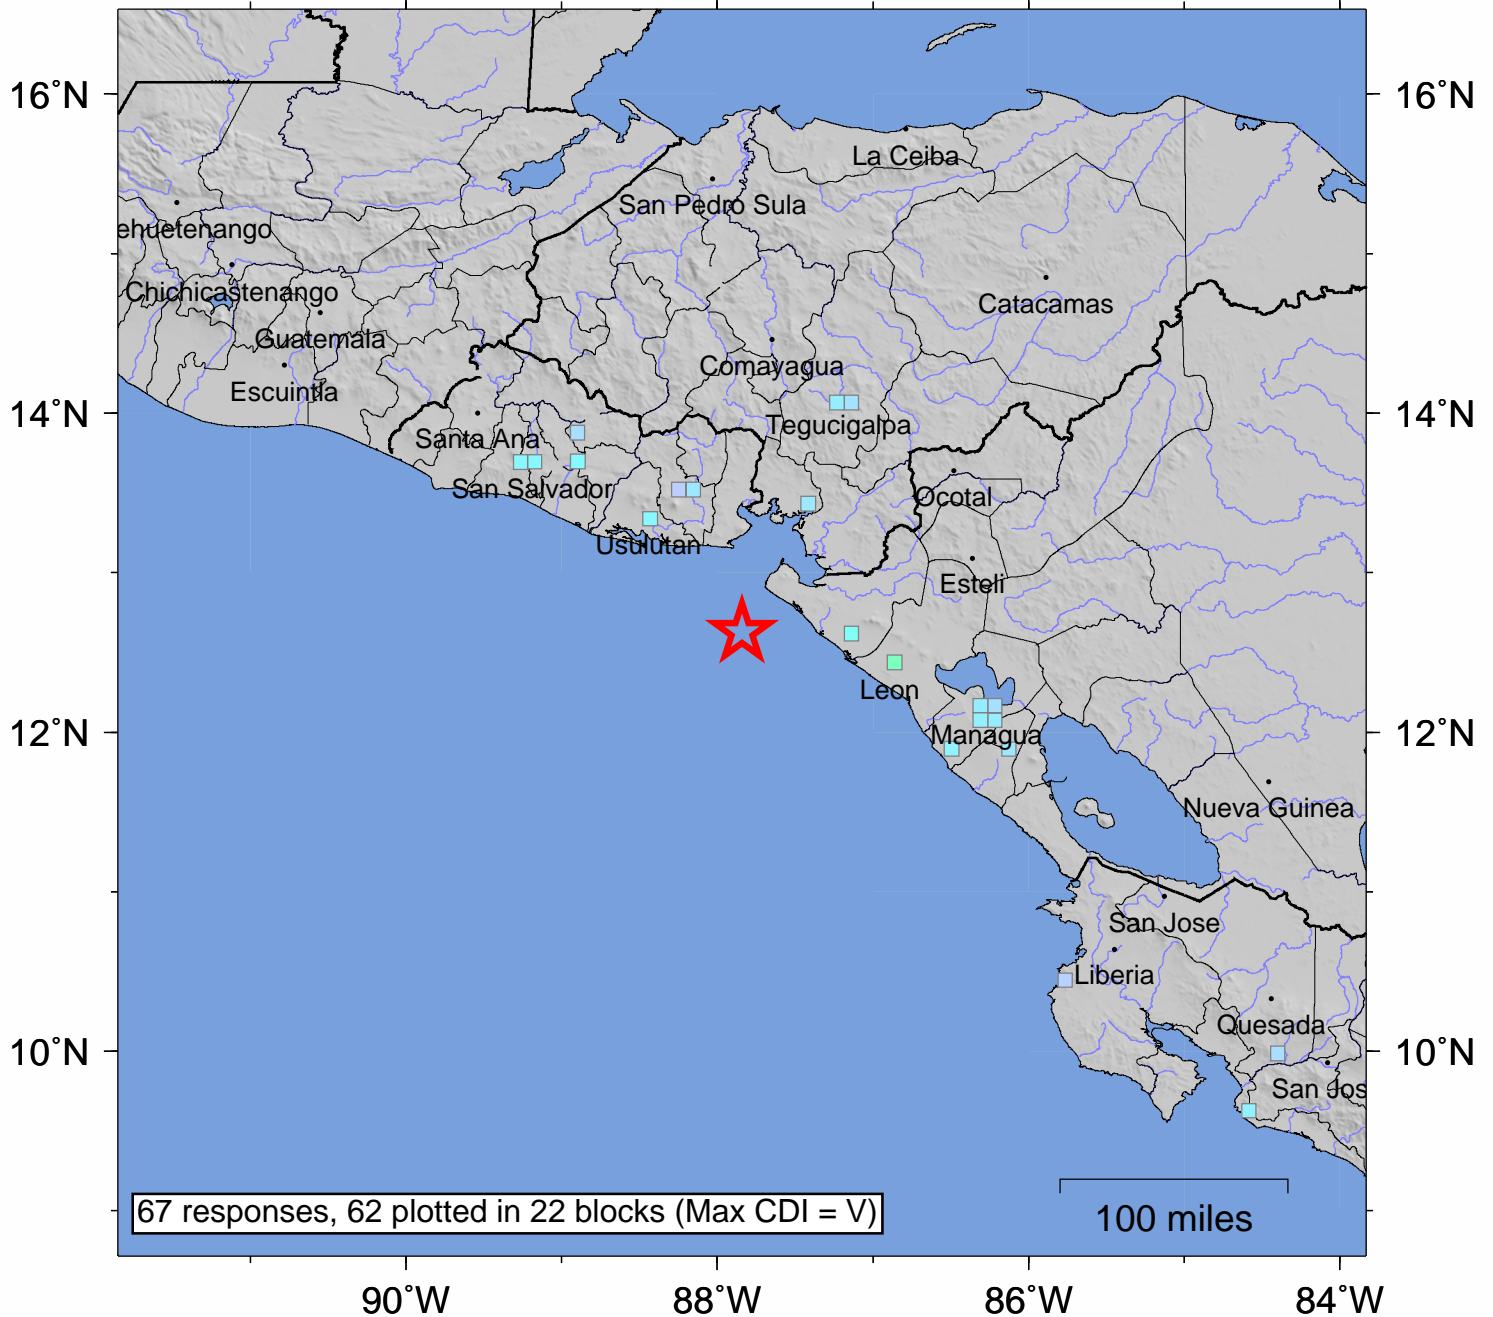 16°N 16°N
La Ceiba
San Pedro Sula
ehuetenango
Chichicastenango
Catacamas
Guatemala
Comayagua
Escuintla
14°N 14°N
Tegucigalpa
Santa Ana
San Salvador
Ocotal
Usulutan
Esteli
Leon
12°N 12°N
Managua
Nueva Guinea
San Jose
Liberia
Quesada
10°N 10°N
San Jos
67 responses, 62 plotted in 22 blocks (Max CDI = V)
100 miles
90°W 88°W 86°W 84°W